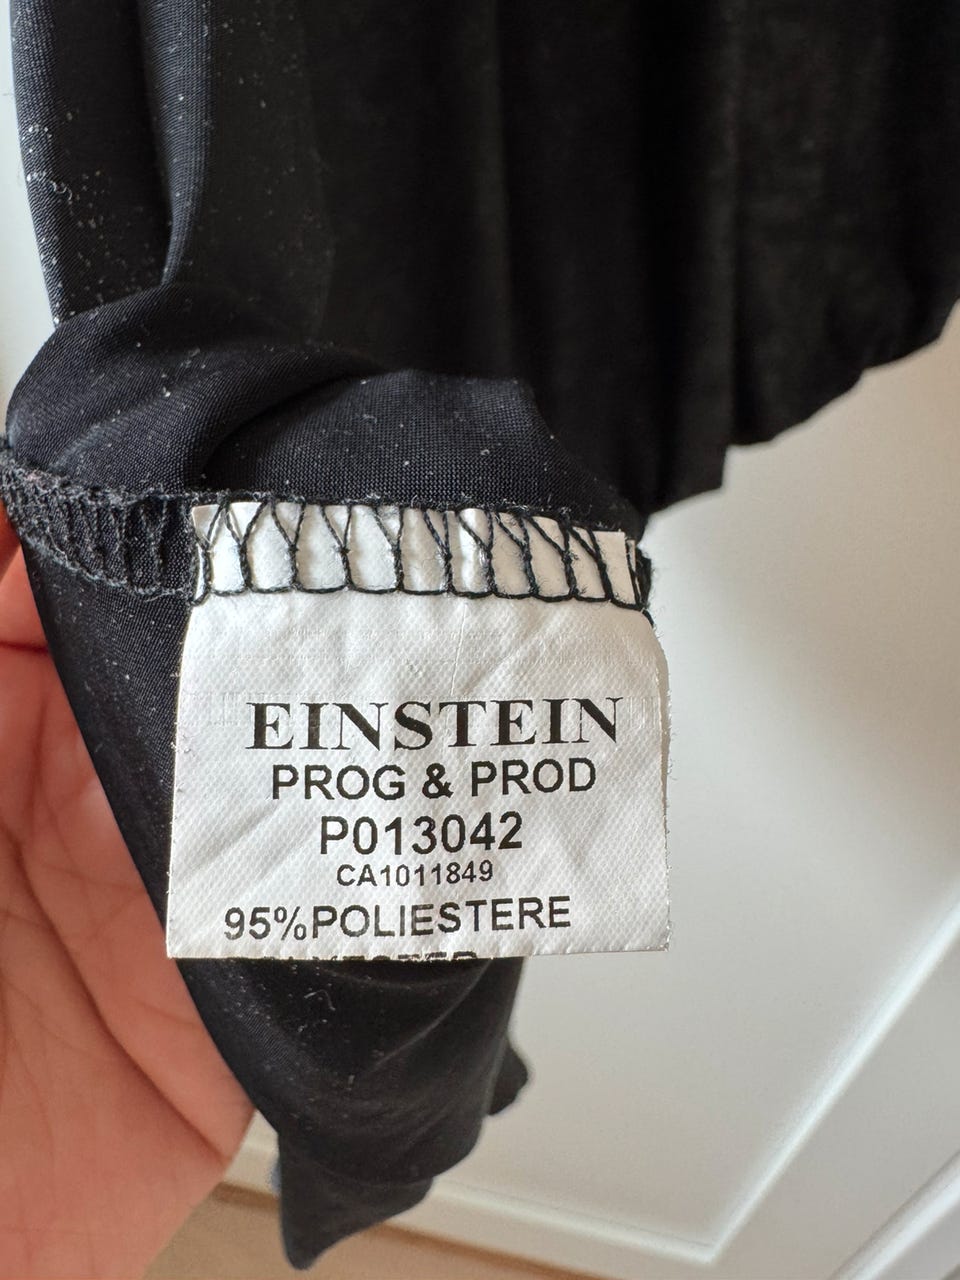 EINSTEIN
PROG & PROD
P013042
CA1011849
95%POLIESTERE